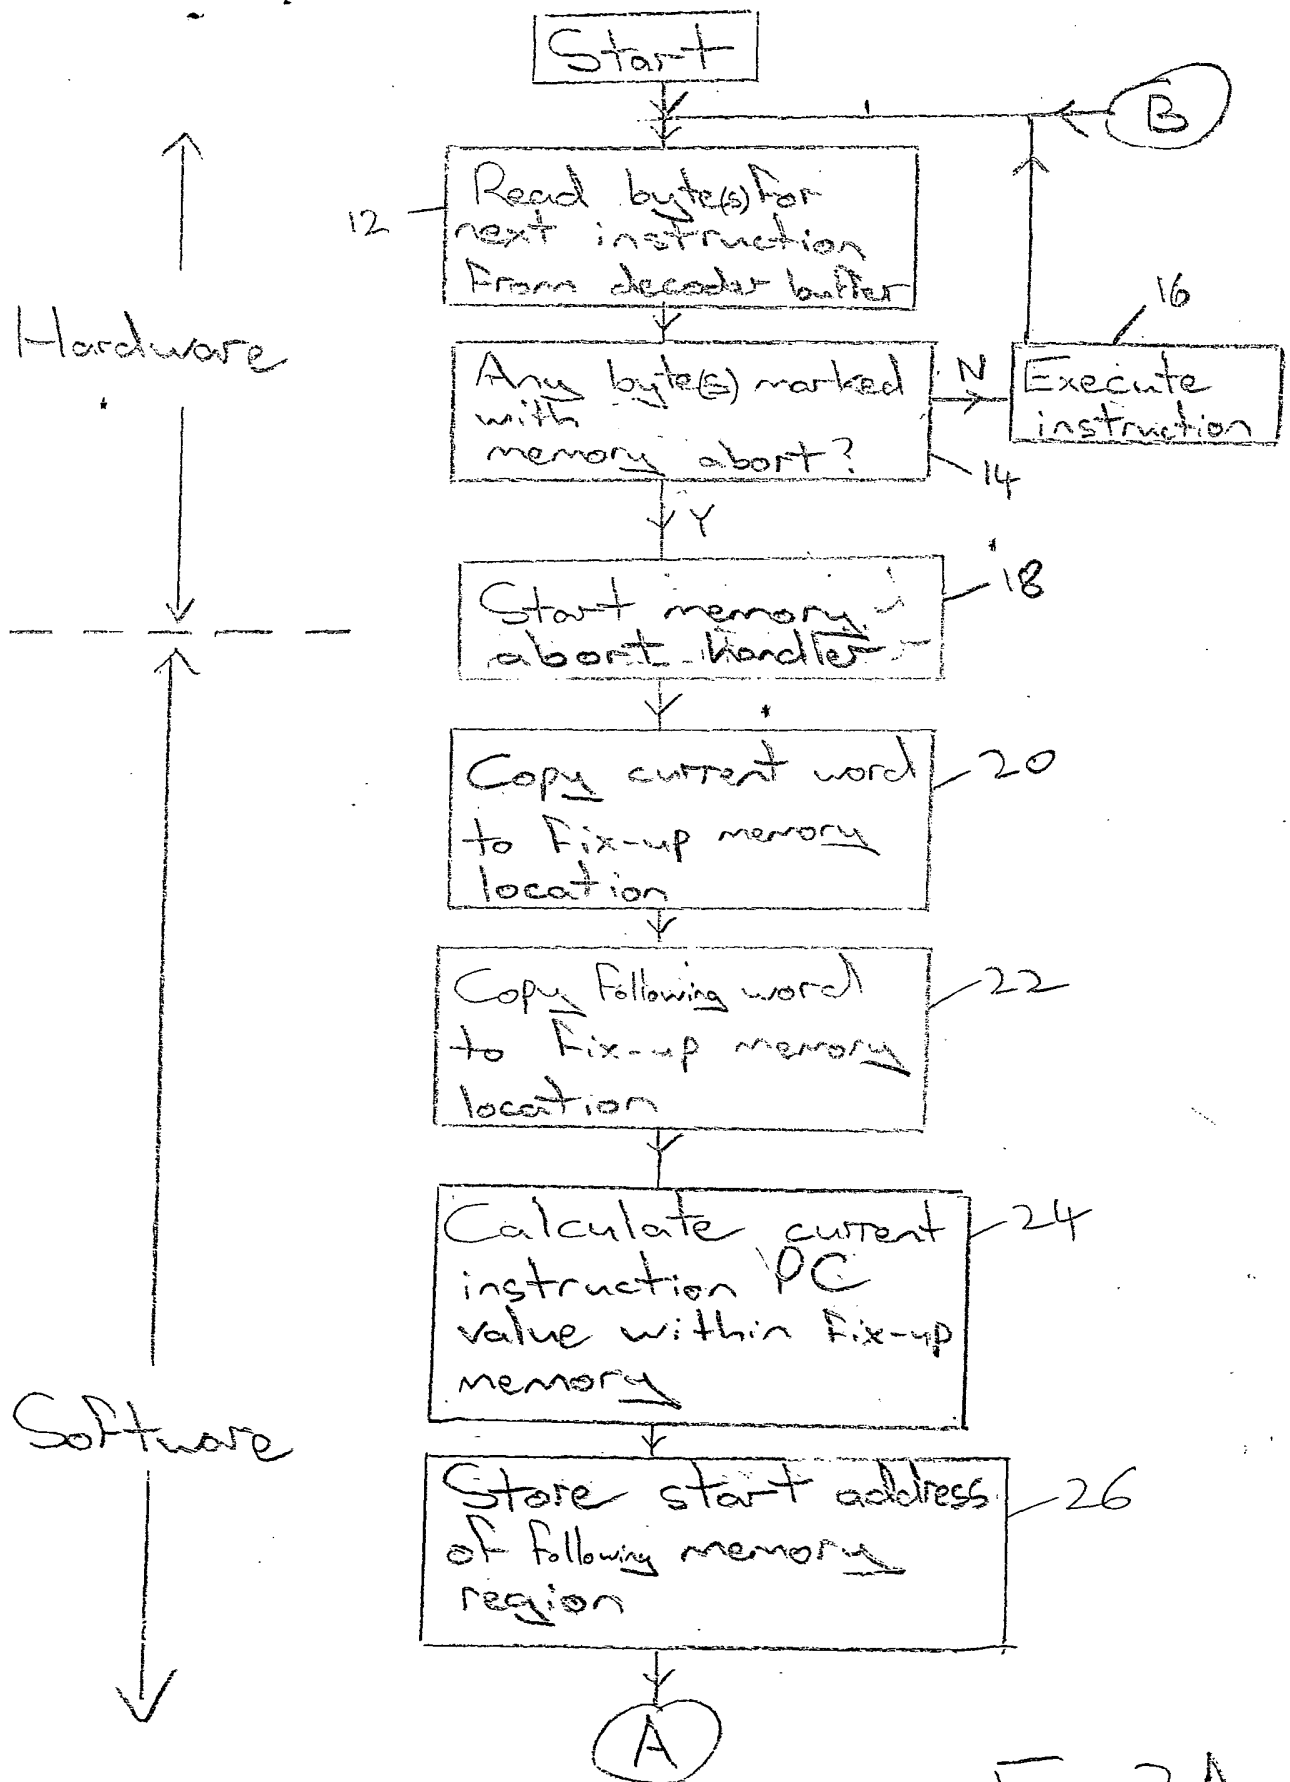 Start
B
12
Read byte(s) for
next instruction
from decoder buffer
16
Hardware
Any byte(s) marked
with
memory abort?
N
Execute
instruction
14
Y
Start memory
abort handler
18
Copy current word
to fix-up memory
location
20
Copy following word
to fix-up memory
location
22
Calculate current
instruction PC
value within fix-up
memory
24
Software
Store start address
of following memory
region
26
A